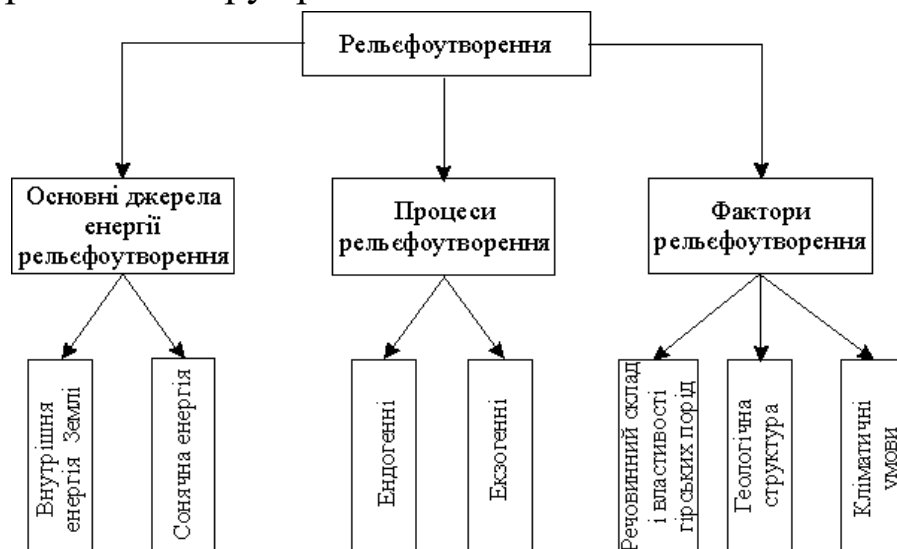 Рельєфоутворення
Основні джерела
енергії
рельєфоутворення
Процеси
рельєфоутворення
Фактори
рельєфоутворення
Внутрішня
енергія Землі
Сонячна енергія
Ендогенні
Екзогенні
Речовинний склад
і властивості
гірських порід
Геологічна
структура
Кліматичні
умови